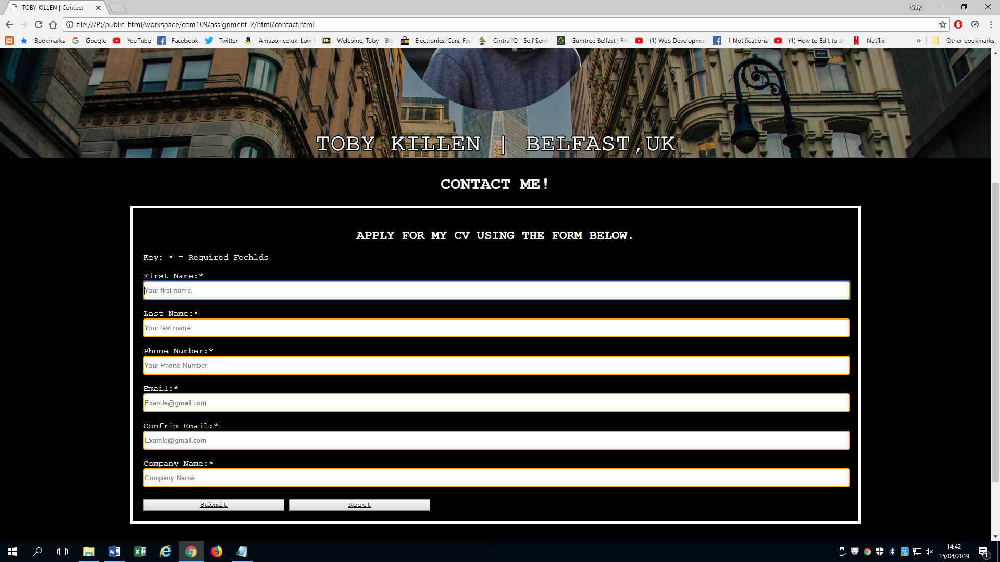 TOBY KILLEN | Contact
Toby
file:///P:/public_html/workspace/com109/assignment_2/html/contact.html
Bookmarks Google YouTube Facebook Twitter Amazon.co.uk: Low Welcome, Toby – Bla Electronics, Cars, Fas Cintra iQ - Self Servi Gumtree Belfast | Fre (1) Web Developmen 1 Notifications (1) How to Edit to th Netflix » Other bookmarks
TOBY KILLEN | BELFAST,UK
CONTACT ME!
APPLY FOR MY CV USING THE FORM BELOW.
Key: * = Required Fechlds
First Name:*
Your first name.
Last Name:*
Your last name.
Phone Number:*
Your Phone Number.
Email:*
Examle@gmail.com
Confrim Email:*
Examle@gmail.com
Company Name:*
Company Name
Submit Reset
14:42
15/04/2019
1